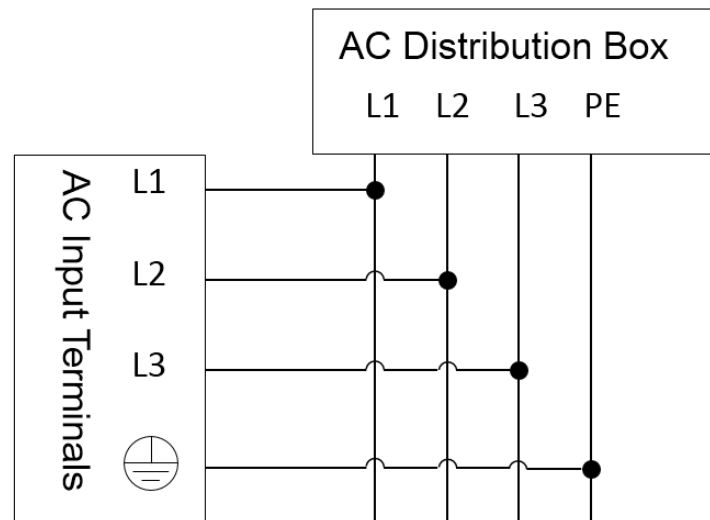 AC Distribution Box
L1 L2 L3 PE
AC Input Terminals
L1
L2
L3